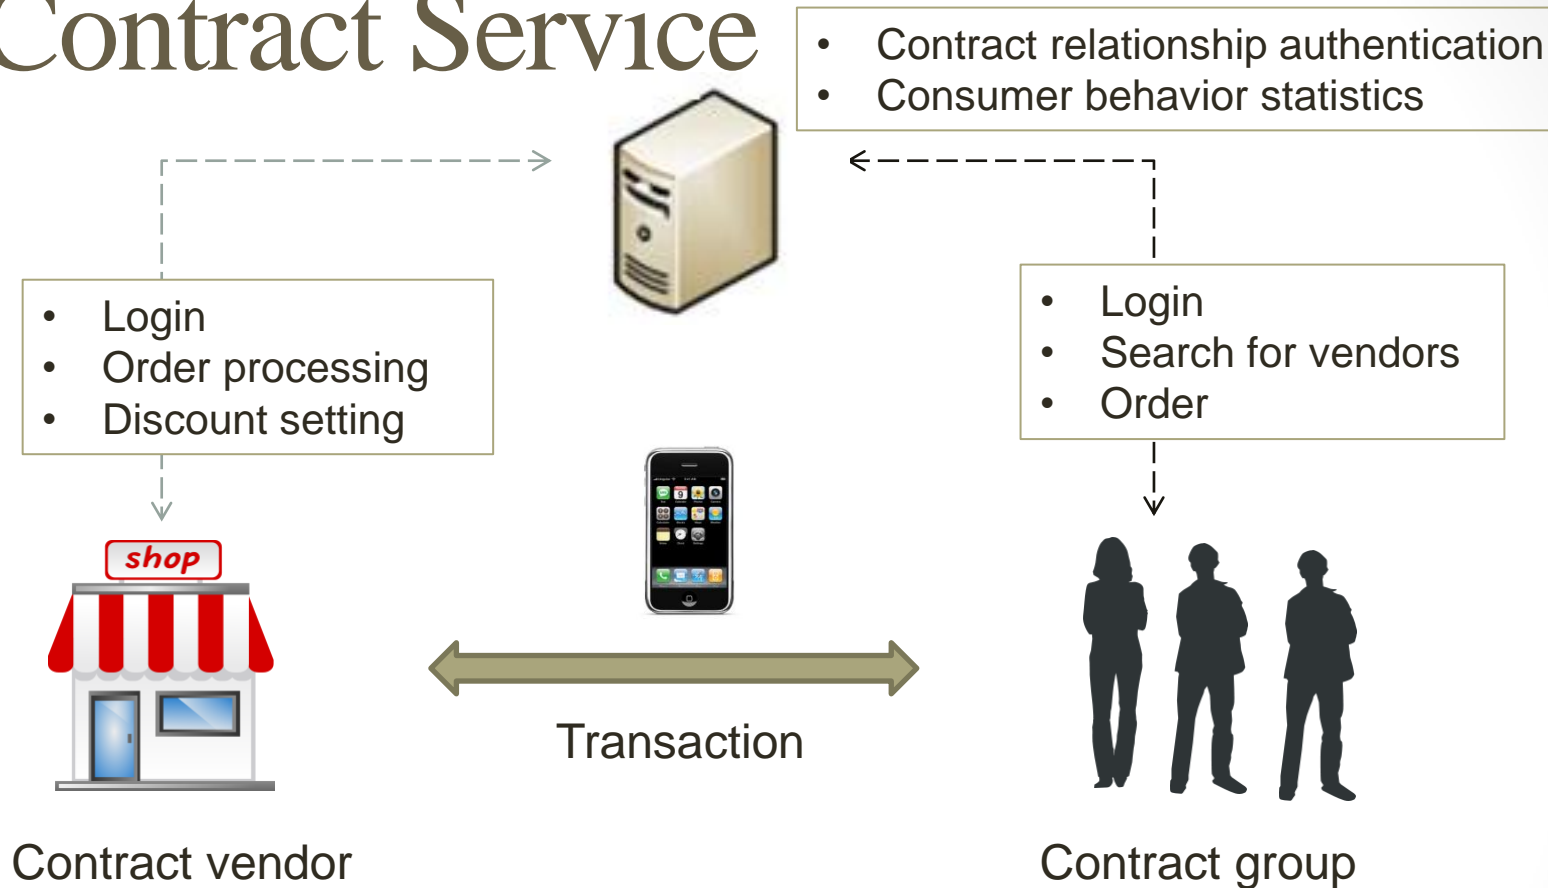 Contract Service
• Contract relationship authentication
• Consumer behavior statistics
• Login
• Order processing
• Discount setting
• Login
• Search for vendors
• Order
shop
9
Transaction
Contract vendor
Contract group